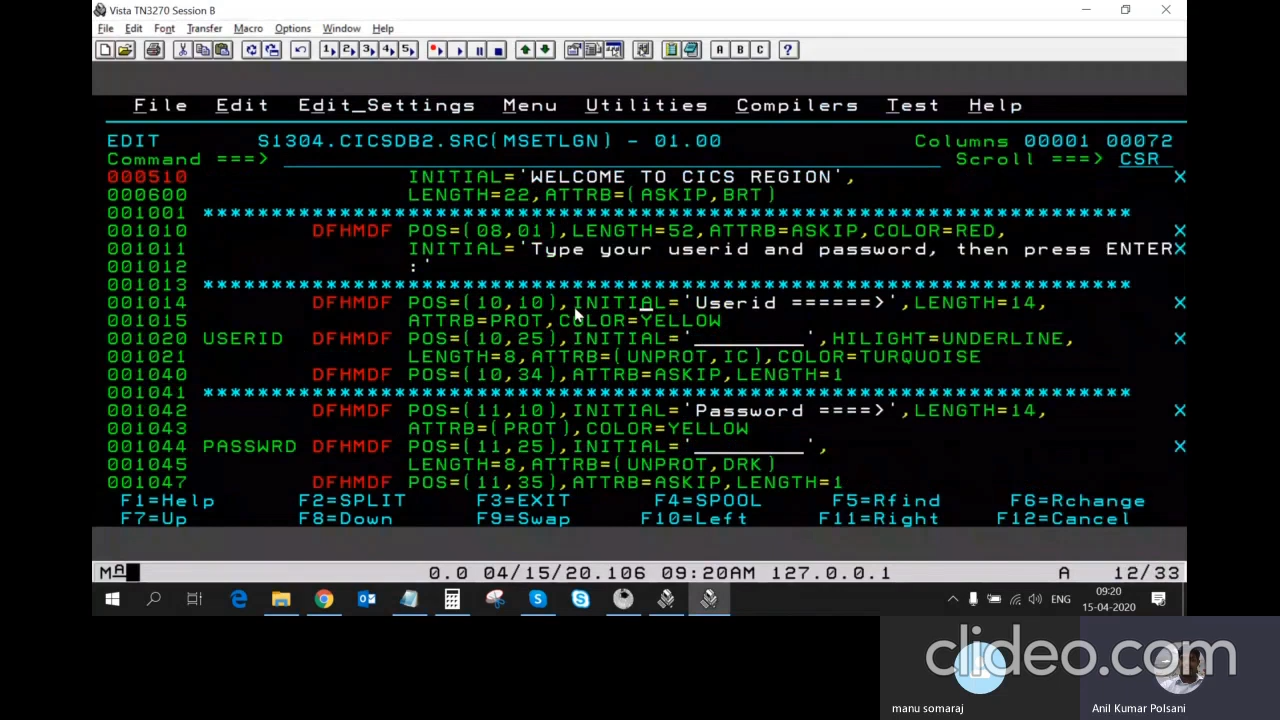 Vista TN3270 Session B
File Edit Font Transfer Macro Options Window Help
1 2 3 4 5 A B C ?
File Edit Edit_Settings Menu Utilities Compilers Test Help
EDIT S1304.CICSDB2.SRC(MSETLGN) - 01.00 Columns 00001 00072
Command ===> Scroll ===> CSR
000510 INITIAL='WELCOME TO CICS REGION', X
000600 LENGTH=22,ATTRB=(ASKIP,BRT)
001001 ********************************************************************
001010 DFHMDF POS=(08,01),LENGTH=52,ATTRB=ASKIP,COLOR=RED, X
001011 INITIAL='Type your userid and password, then press ENTERX
001012 :'
001013 ********************************************************************
001014 DFHMDF POS=(10,10),INITIAL='Userid ======>',LENGTH=14, X
001015 ATTRB=PROT,COLOR=YELLOW
001020 USERID DFHMDF POS=(10,25),INITIAL='________',HILIGHT=UNDERLINE, X
001021 LENGTH=8,ATTRB=(UNPROT,IC),COLOR=TURQUOISE
001040 DFHMDF POS=(10,34),ATTRB=ASKIP,LENGTH=1
001041 ********************************************************************
001042 DFHMDF POS=(11,10),INITIAL='Password ====>',LENGTH=14, X
001043 ATTRB=(PROT),COLOR=YELLOW
001044 PASSWRD DFHMDF POS=(11,25),INITIAL='________', X
001045 LENGTH=8,ATTRB=(UNPROT,DRK)
001047 DFHMDF POS=(11,35),ATTRB=ASKIP,LENGTH=1
F1=Help F2=SPLIT F3=EXIT F4=SPOOL F5=Rfind F6=Rchange
F7=Up F8=Down F9=Swap F10=Left F11=Right F12=Cancel
MA 0.0 04/15/20.106 09:20AM 127.0.0.1 A 12/33
ENG 09:20
15-04-2020
clideo.com
manu somaraj Anil Kumar Polsani